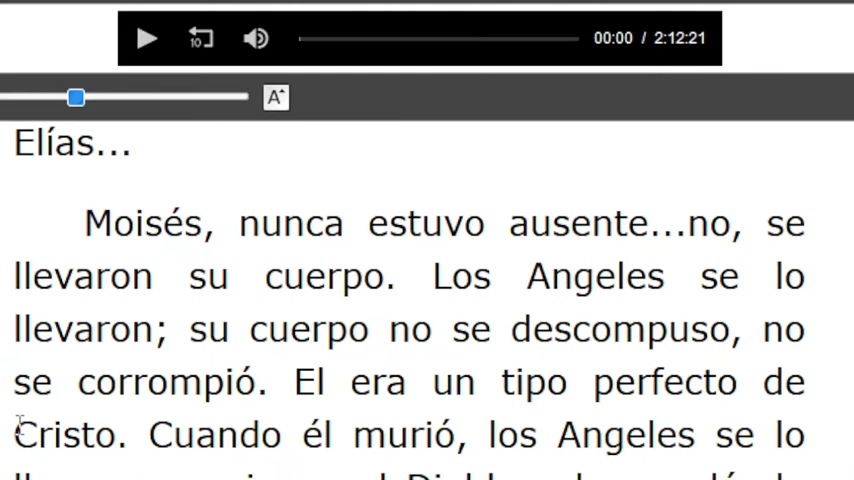 10
00:00 / 2:12:21
A
Elías...
Moisés, nunca estuvo ausente...no, se
llevaron su cuerpo. Los Angeles se lo
llevaron; su cuerpo no se descompuso, no
se corrompió. El era un tipo perfecto de
Cristo. Cuando él murió, los Angeles se lo